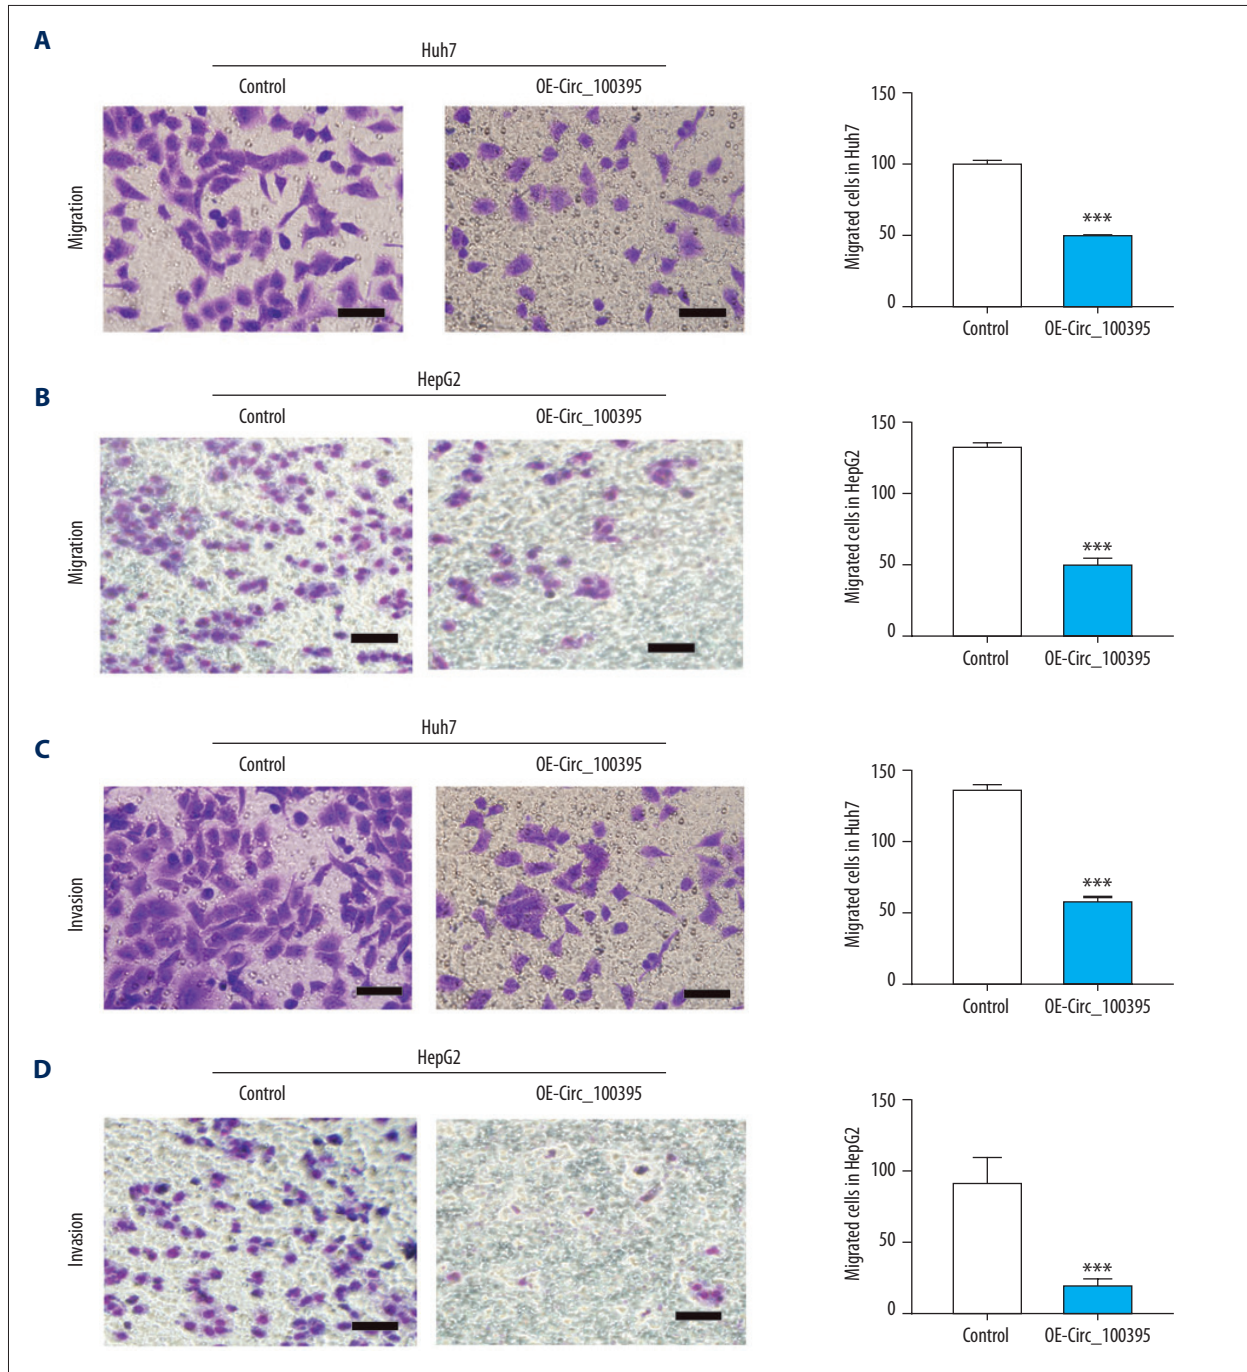 A
Huh7
Control
OE-Circ_100395
Migration
Migrated cells in Huh7
150
100
50
0
***
Control
OE-Circ_100395
B
HepG2
Control
OE-Circ_100395
Migration
Migrated cells in HepG2
150
100
50
0
***
Control
OE-Circ_100395
C
Huh7
Control
OE-Circ_100395
Invasion
Migrated cells in Huh7
150
100
50
0
***
Control
OE-Circ_100395
D
HepG2
Control
OE-Circ_100395
Invasion
Migrated cells in HepG2
150
100
50
0
***
Control
OE-Circ_100395